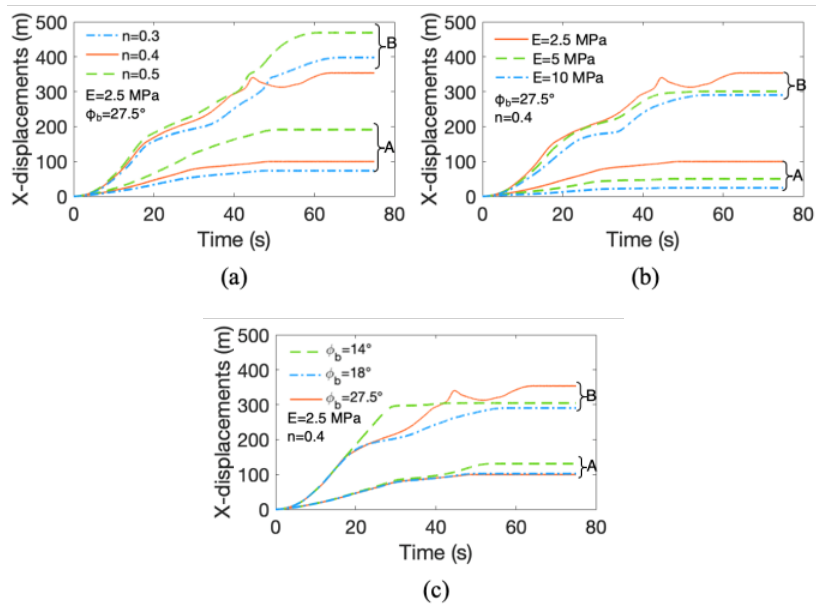 500
400
300
200
100
0
X-displacements (m)
n=0.3
n=0.4
n=0.5
E=2.5 MPa
ϕb=27.5°
B
A
0 20 40 60 80
Time (s)
(a)
500
400
300
200
100
0
X-displacements (m)
E=2.5 MPa
E=5 MPa
E=10 MPa
ϕb=27.5°
n=0.4
B
A
0 20 40 60 80
Time (s)
(b)
500
400
300
200
100
0
X-displacements (m)
ϕb=14°
ϕb=18°
ϕb=27.5°
E=2.5 MPa
n=0.4
B
A
0 20 40 60 80
Time (s)
(c)